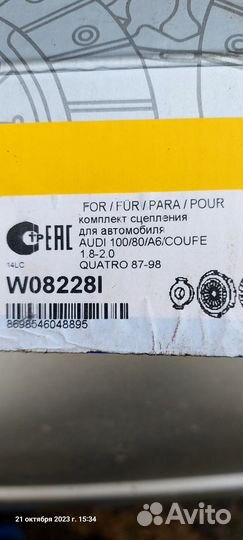 FOR / FÜR / PARA / POUR
комплект сцепления
для автомобиля
AUDI 100/80/A6/COUPE
1.8-2.0
QUATRO 87-98
EAC
14LC
W08228I
8698546048895
21 октября 2023 г. 15:34
Avito